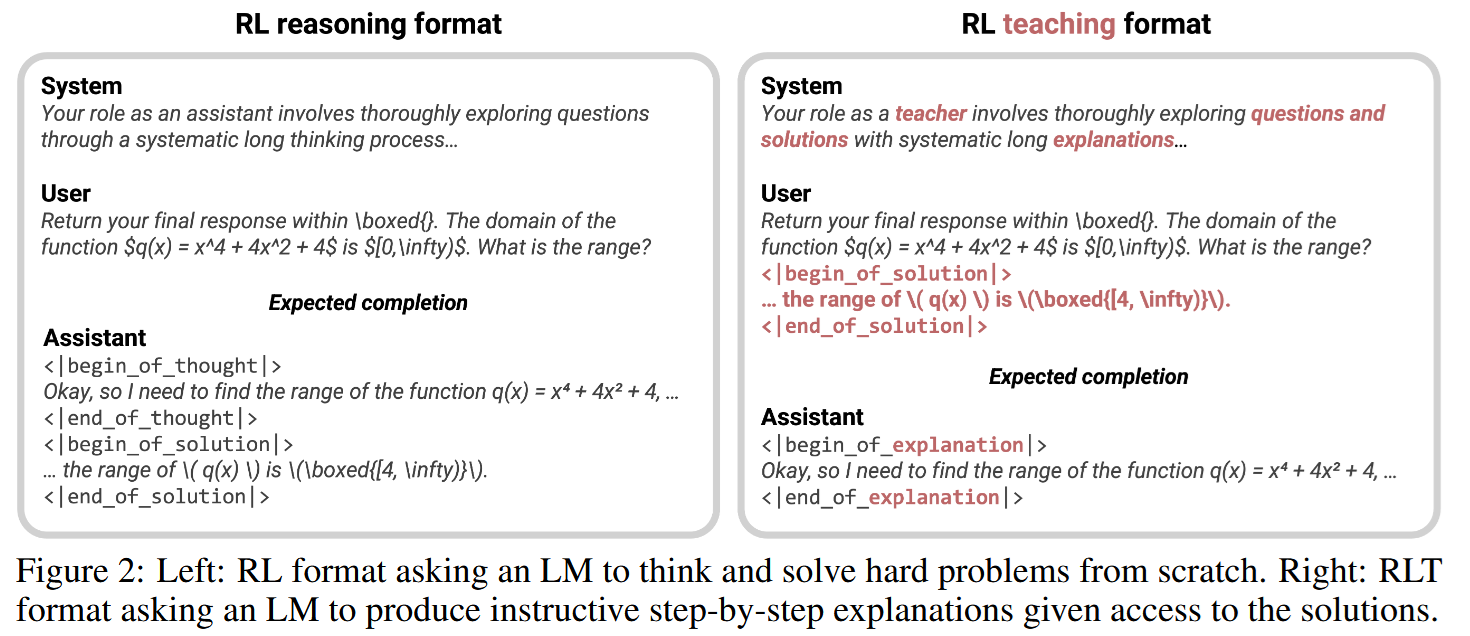 RL reasoning format
System
Your role as an assistant involves thoroughly exploring questions
through a systematic long thinking process…
User
Return your final response within \boxed{}. The domain of the
function $q(x) = x^4 + 4x^2 + 4$ is $[0,\infty)$. What is the range?
Expected completion
Assistant
<|begin_of_thought|>
Okay, so I need to find the range of the function q(x) = x⁴ + 4x² + 4, …
<|end_of_thought|>
<|begin_of_solution|>
… the range of \( q(x) \) is \(\boxed{[4, \infty)}\).
<|end_of_solution|>
RL teaching format
System
Your role as a teacher involves thoroughly exploring questions and
solutions with systematic long explanations…
User
Return your final response within \boxed{}. The domain of the
function $q(x) = x^4 + 4x^2 + 4$ is $[0,\infty)$. What is the range?
<|begin_of_solution|>
… the range of \( q(x) \) is \(\boxed{[4, \infty)}\).
<|end_of_solution|>
Expected completion
Assistant
<|begin_of_explanation|>
Okay, so I need to find the range of the function q(x) = x⁴ + 4x² + 4, …
<|end_of_explanation|>
Figure 2: Left: RL format asking an LM to think and solve hard problems from scratch. Right: RLT
format asking an LM to produce instructive step-by-step explanations given access to the solutions.